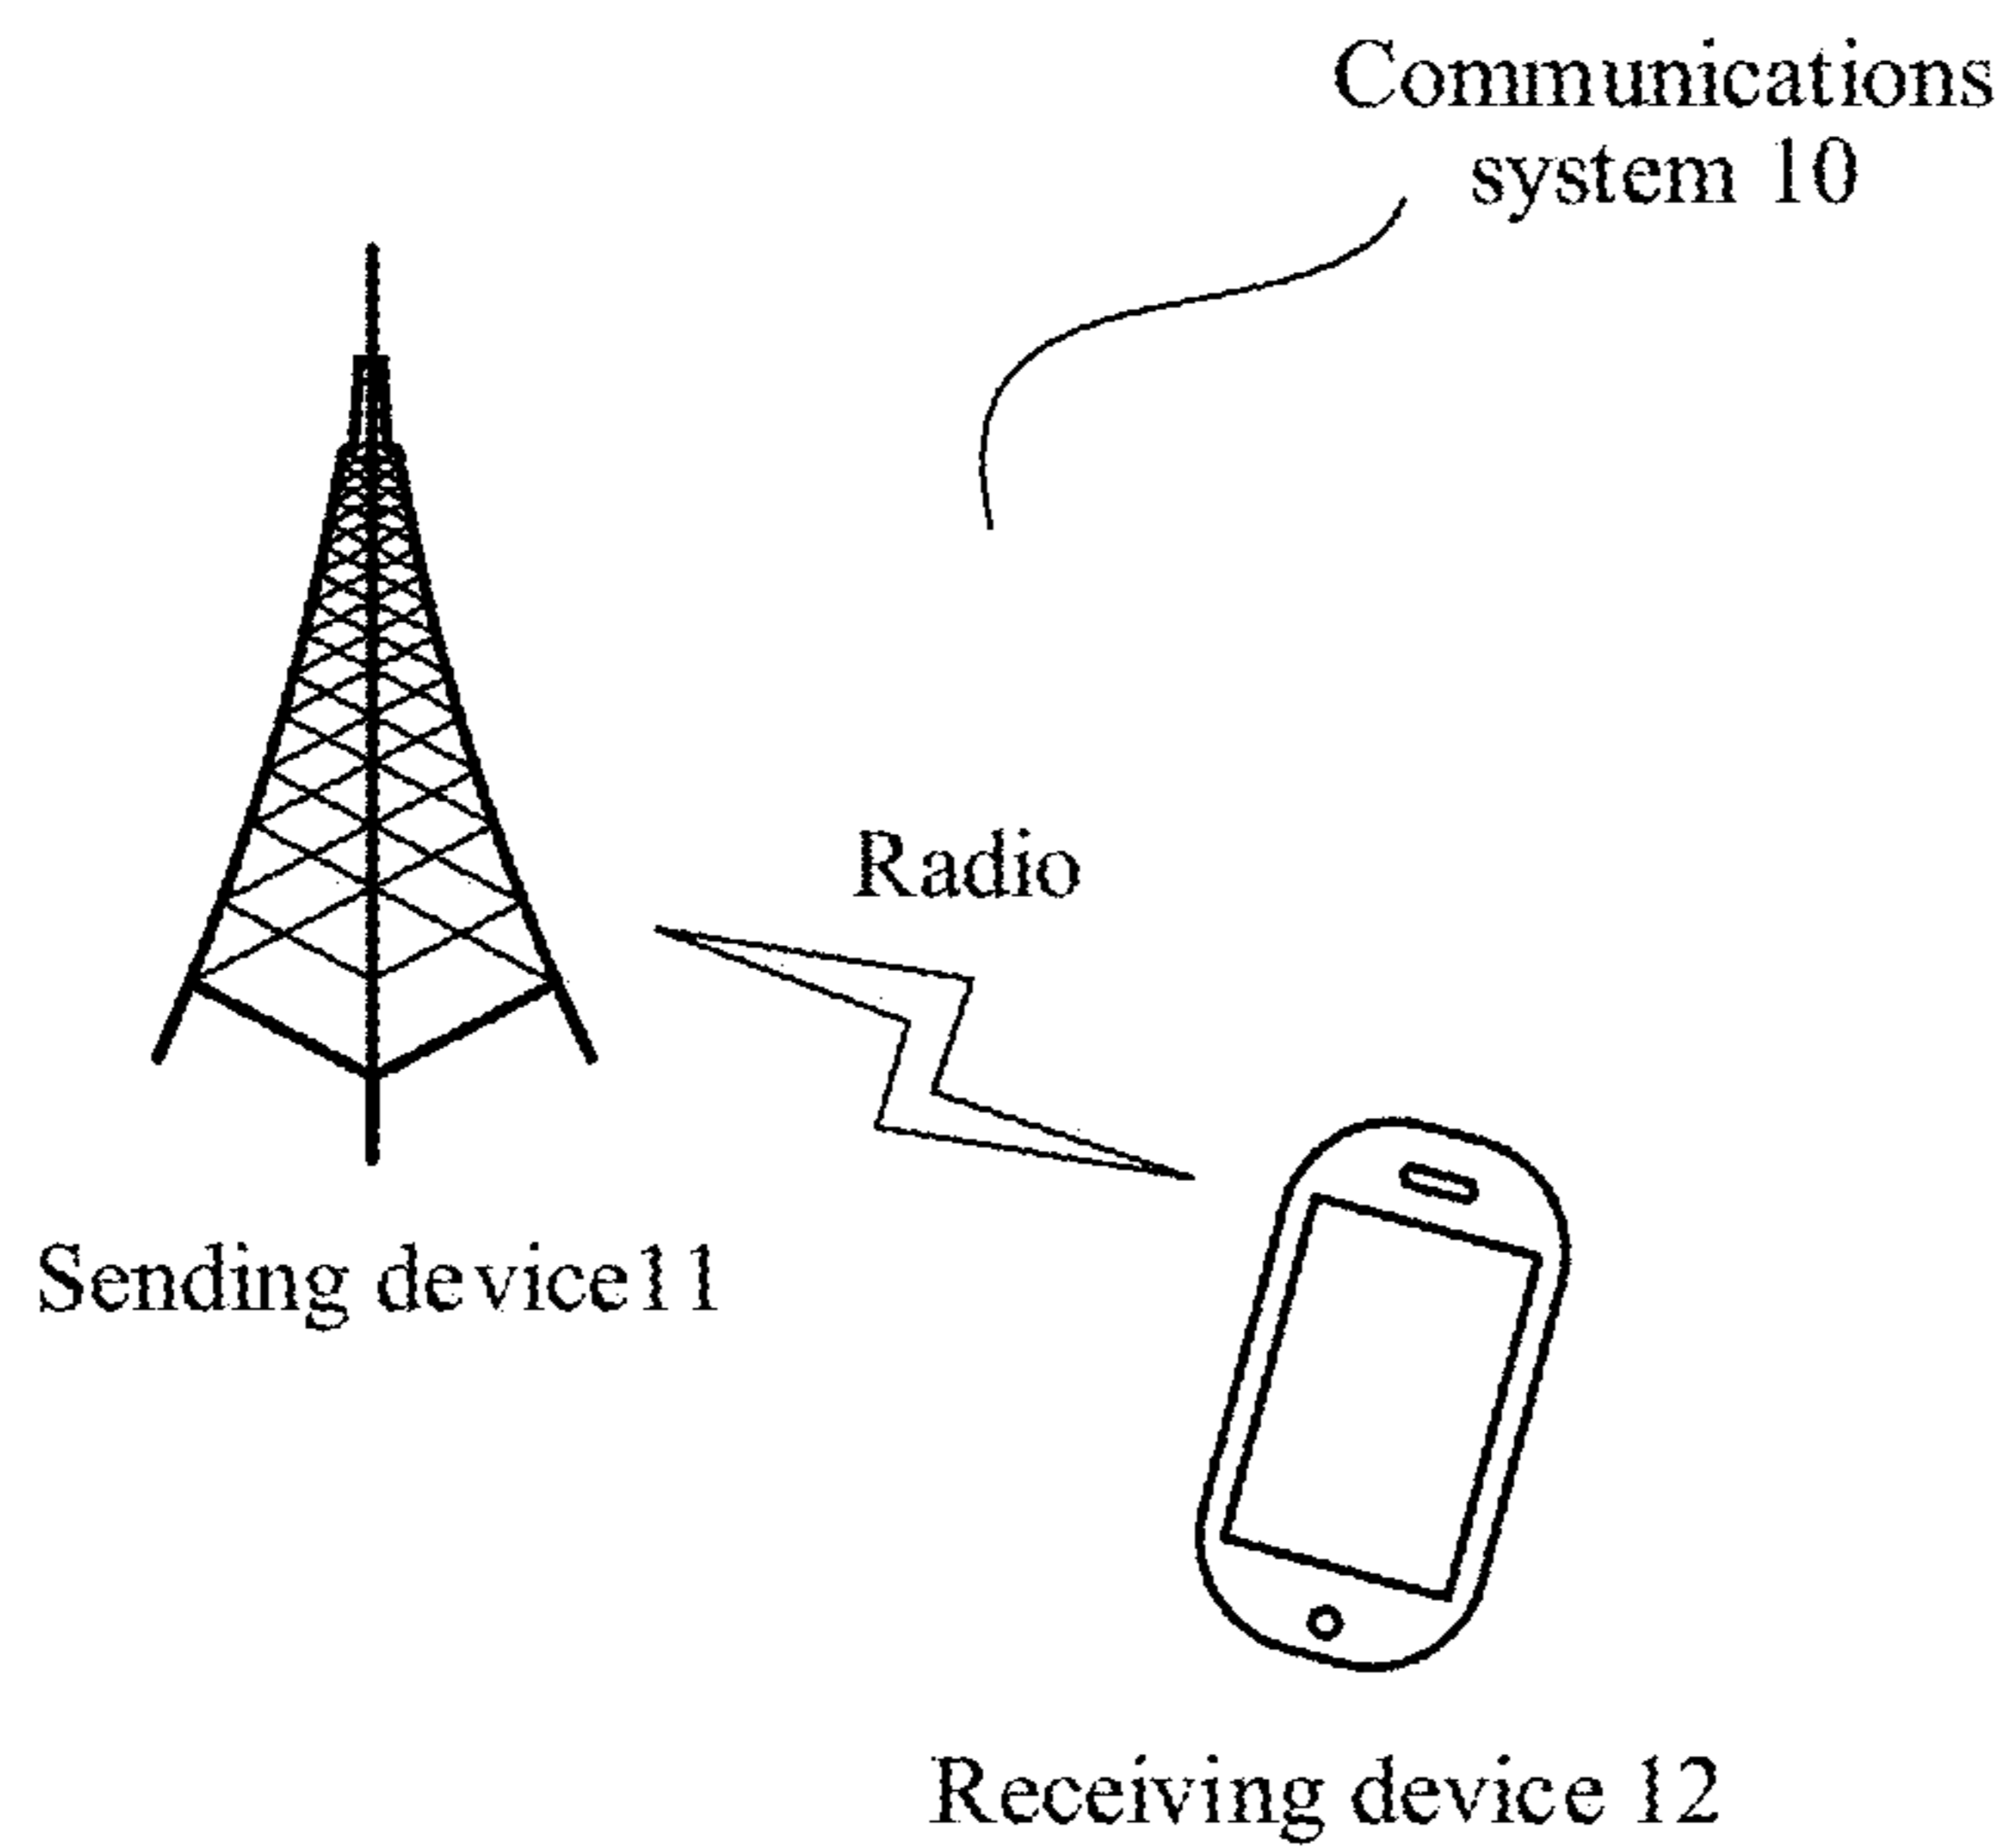 Communications
system 10
Radio
Sending device11
Receiving device 12